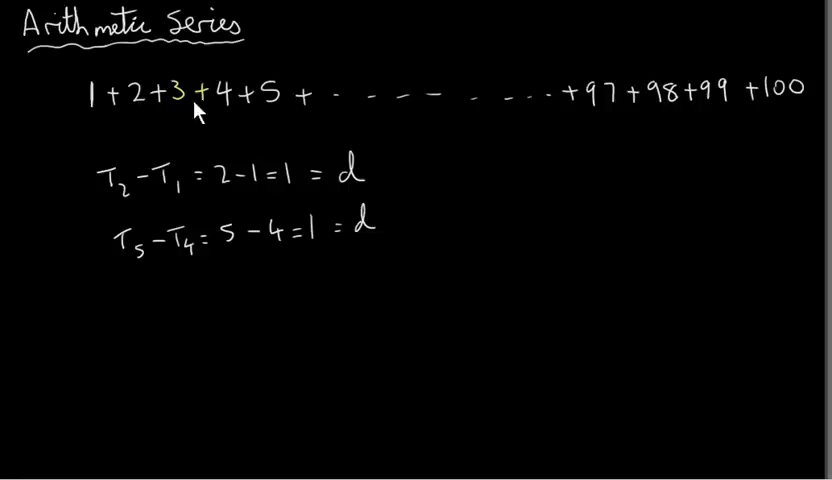 Arithmetic Series
1 + 2 + 3 + 4 + 5 + - - - - - - - - - + 97 + 98 + 99 + 100
T₂ - T₁ = 2 - 1 = 1 = d
T₅ - T₄ = 5 - 4 = 1 = d